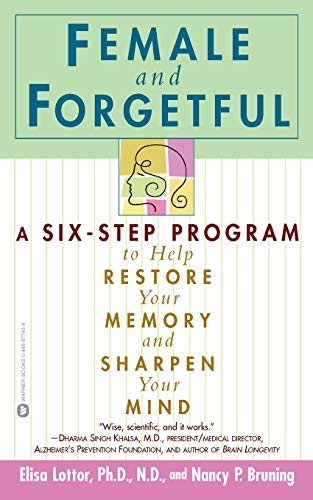 FEMALE
and
FORGETFUL
A SIX-STEP PROGRAM
to Help
RESTORE
Your
MEMORY
and
SHARPEN
Your
MIND
"Wise, scientific, and it works."
—DHARMA SINGH KHALSA, M.D., PRESIDENT/MEDICAL DIRECTOR,
ALZHEIMER'S PREVENTION FOUNDATION, AND AUTHOR OF BRAIN LONGEVITY
Elisa Lottor, Ph.D., N.D., and Nancy P. Bruning